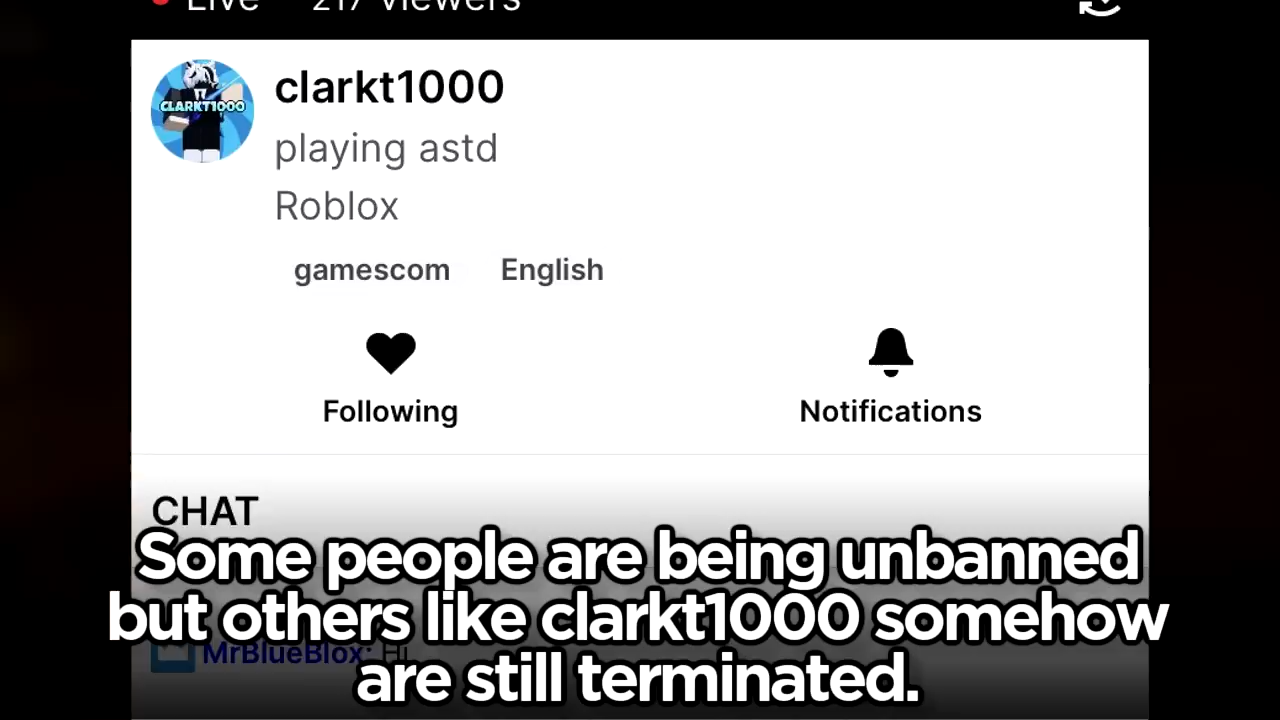 Live 217 viewers
CLARKT1000
clarkt1000
playing astd
Roblox
gamescom English
Following Notifications
CHAT
Some people are being unbanned
but others like clarkt1000 somehow
MrBlueBlox: Hi
are still terminated.